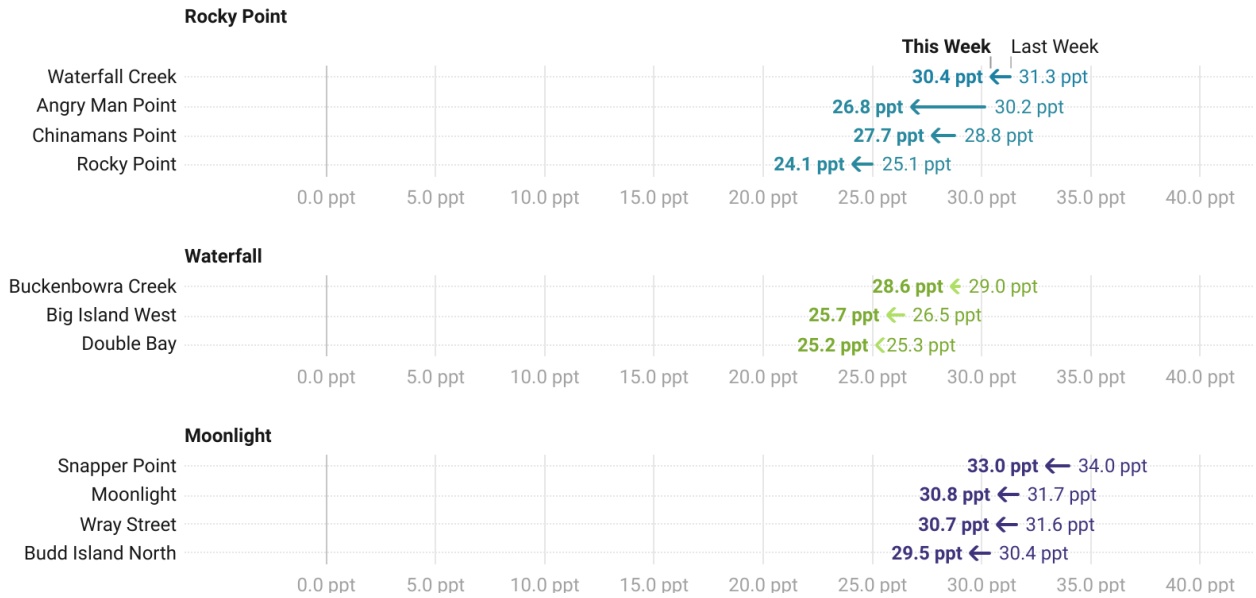 Rocky Point
This Week Last Week
Waterfall Creek 30.4 ppt 31.3 ppt
Angry Man Point 26.8 ppt 30.2 ppt
Chinamans Point 27.7 ppt 28.8 ppt
Rocky Point 24.1 ppt 25.1 ppt
0.0 ppt 5.0 ppt 10.0 ppt 15.0 ppt 20.0 ppt 25.0 ppt 30.0 ppt 35.0 ppt 40.0 ppt
Waterfall
Buckenbowra Creek 28.6 ppt 29.0 ppt
Big Island West 25.7 ppt 26.5 ppt
Double Bay 25.2 ppt 25.3 ppt
0.0 ppt 5.0 ppt 10.0 ppt 15.0 ppt 20.0 ppt 25.0 ppt 30.0 ppt 35.0 ppt 40.0 ppt
Moonlight
Snapper Point 33.0 ppt 34.0 ppt
Moonlight 30.8 ppt 31.7 ppt
Wray Street 30.7 ppt 31.6 ppt
Budd Island North 29.5 ppt 30.4 ppt
0.0 ppt 5.0 ppt 10.0 ppt 15.0 ppt 20.0 ppt 25.0 ppt 30.0 ppt 35.0 ppt 40.0 ppt